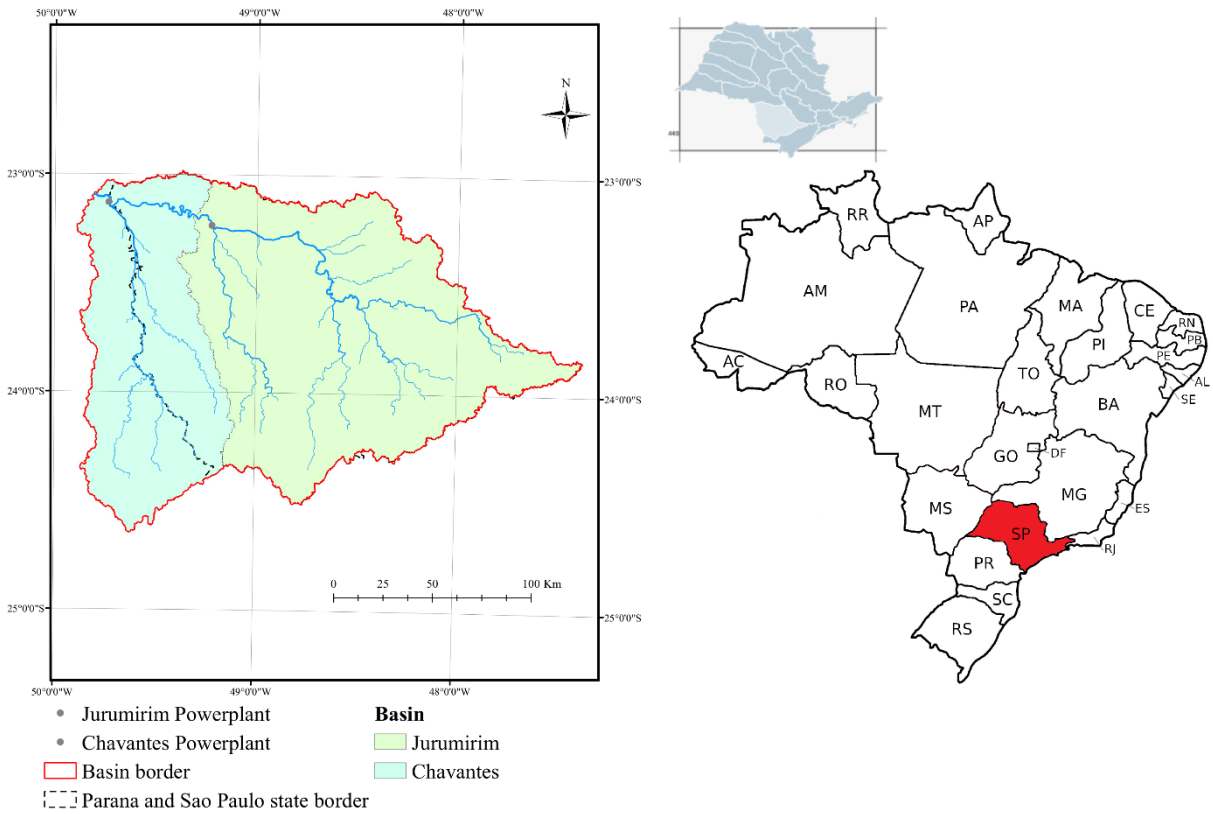 50°0'0"W
49°0'0"W
48°0'0"W
N
23°0'0"S
23°0'0"S
24°0'0"S
24°0'0"S
0 25 50 100 Km
25°0'0"S
25°0'0"S
50°0'0"W
49°0'0"W
48°0'0"W
Jurumirim Powerplant
Chavantes Powerplant
Basin border
Parana and Sao Paulo state border
Basin
Jurumirim
Chavantes
RR
AP
AM
PA
MA
CE
RN
PB
PI
PE
AC
AL
TO
RO
SE
BA
MT
GO
DF
MG
MS
ES
SP
RJ
PR
SC
RS